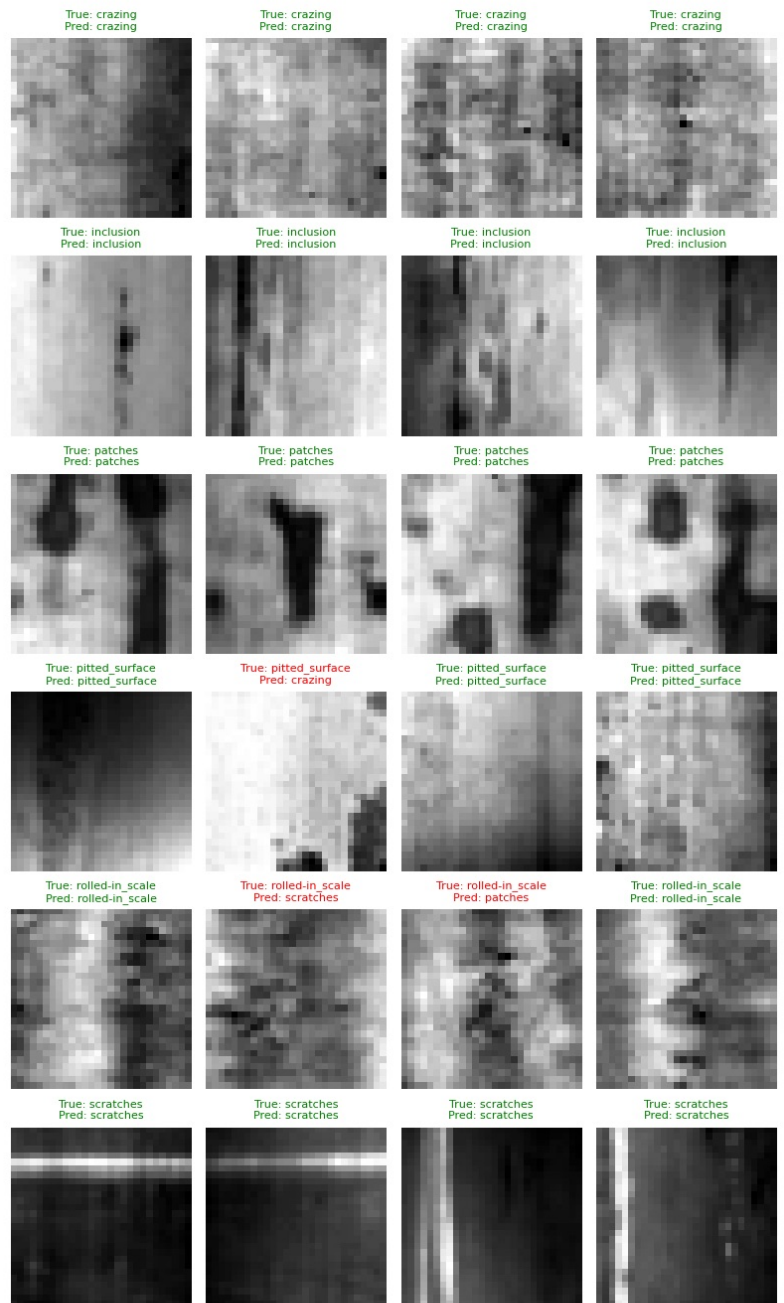 True: crazing
Pred: crazing
True: crazing
Pred: crazing
True: crazing
Pred: crazing
True: crazing
Pred: crazing
True: inclusion
Pred: inclusion
True: inclusion
Pred: inclusion
True: inclusion
Pred: inclusion
True: inclusion
Pred: inclusion
True: patches
Pred: patches
True: patches
Pred: patches
True: patches
Pred: patches
True: patches
Pred: patches
True: pitted_surface
Pred: pitted_surface
True: pitted_surface
Pred: crazing
True: pitted_surface
Pred: pitted_surface
True: pitted_surface
Pred: pitted_surface
True: rolled-in_scale
Pred: rolled-in_scale
True: rolled-in_scale
Pred: scratches
True: rolled-in_scale
Pred: patches
True: rolled-in_scale
Pred: rolled-in_scale
True: scratches
Pred: scratches
True: scratches
Pred: scratches
True: scratches
Pred: scratches
True: scratches
Pred: scratches